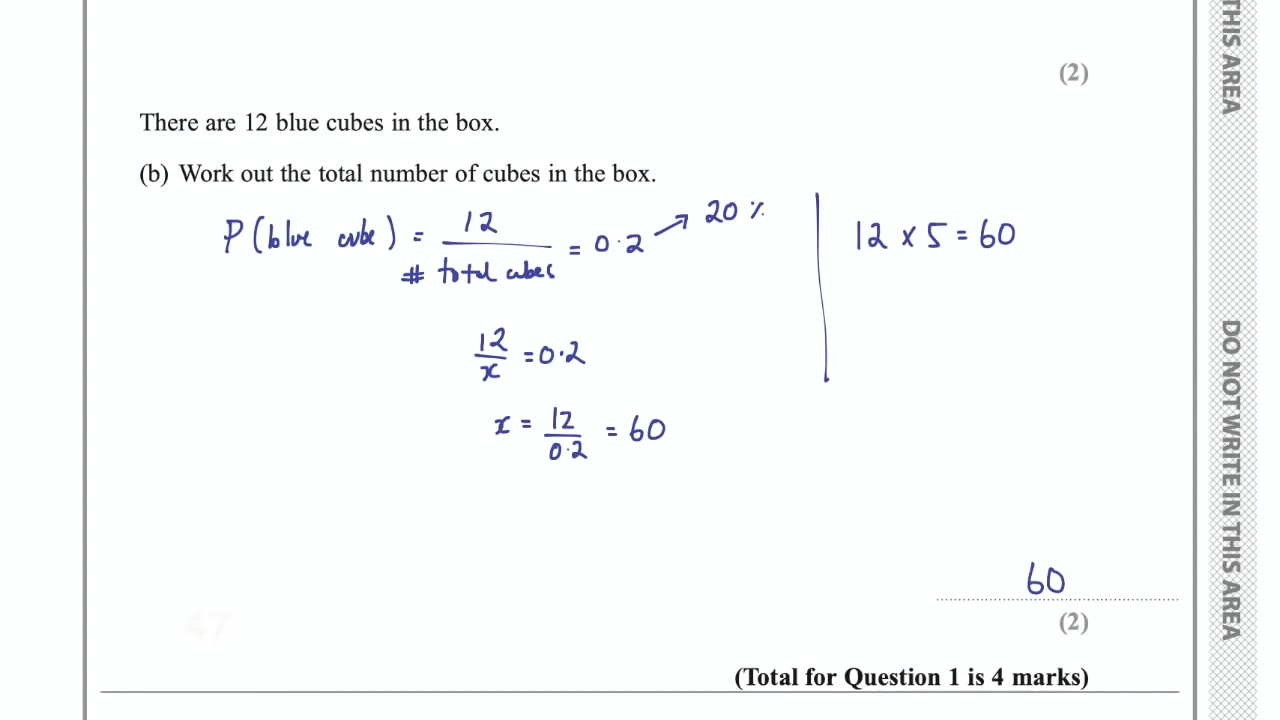 (2)
There are 12 blue cubes in the box.
(b) Work out the total number of cubes in the box.
P(blue cube) = 12 / # total cubes = 0.2 → 20 %
12 × 5 = 60
12/x = 0.2
x = 12/0.2 = 60
60
47
(2)
(Total for Question 1 is 4 marks)
THIS AREA
DO NOT WRITE IN THIS AREA